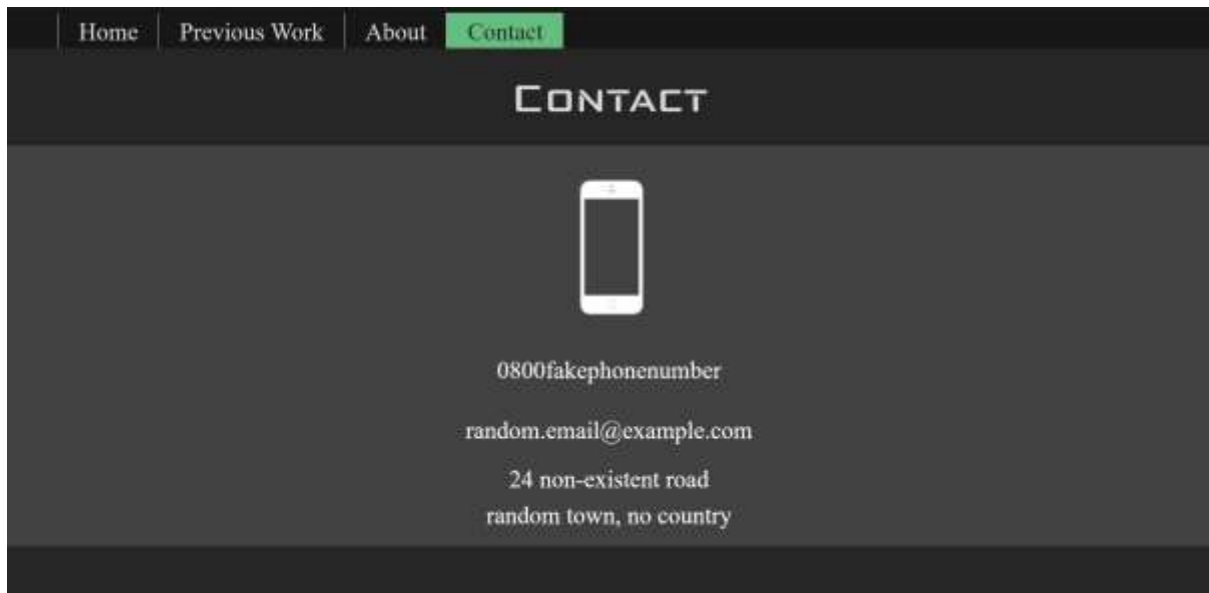 Home Previous Work About Contact
Contact
0800fakephonenumber
random.email@example.com
24 non-existent road
random town, no country